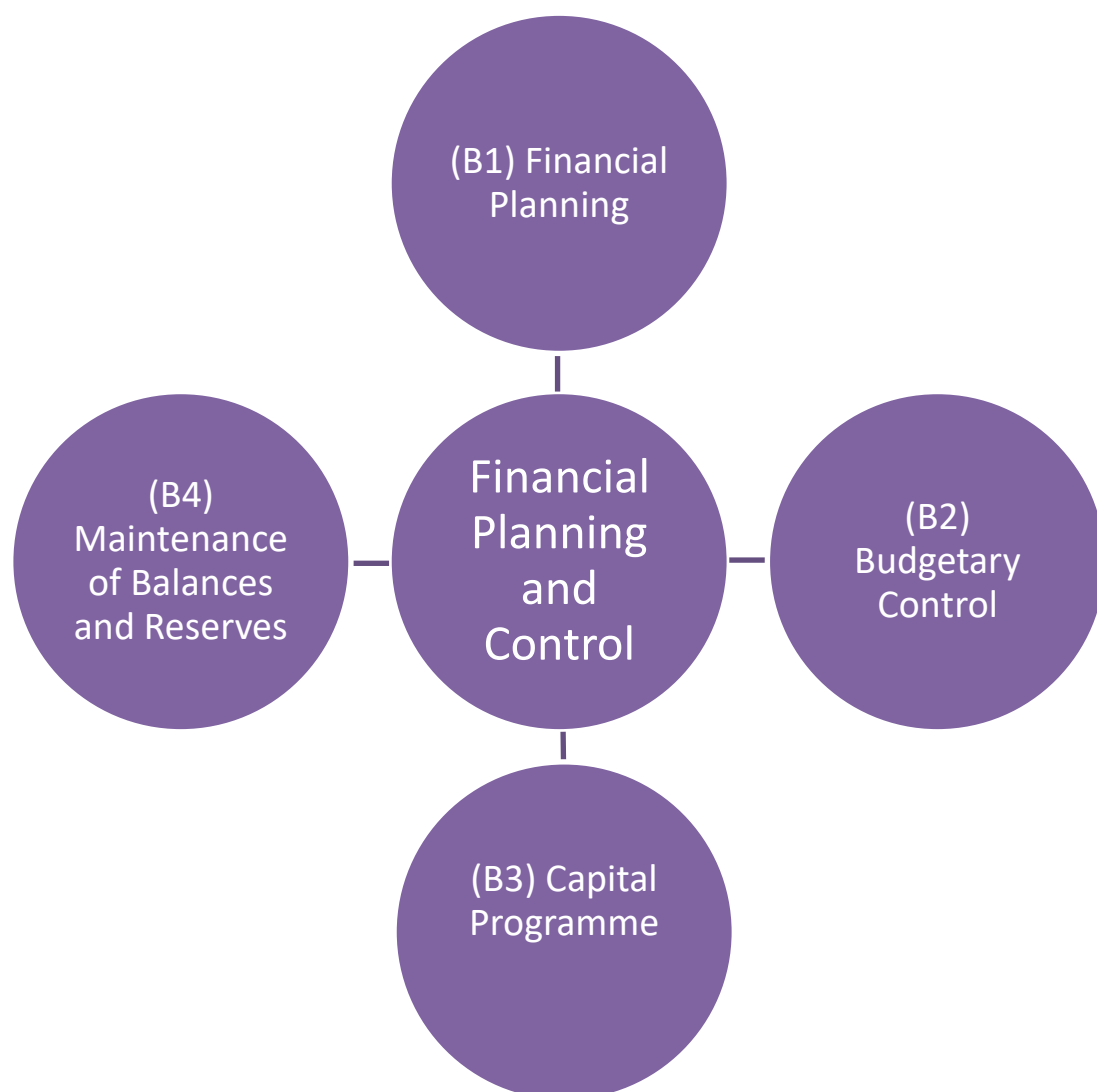 (B1) Financial
Planning
(B4)
Maintenance
of Balances
and Reserves
Financial
Planning
and
Control
(B2)
Budgetary
Control
(B3) Capital
Programme